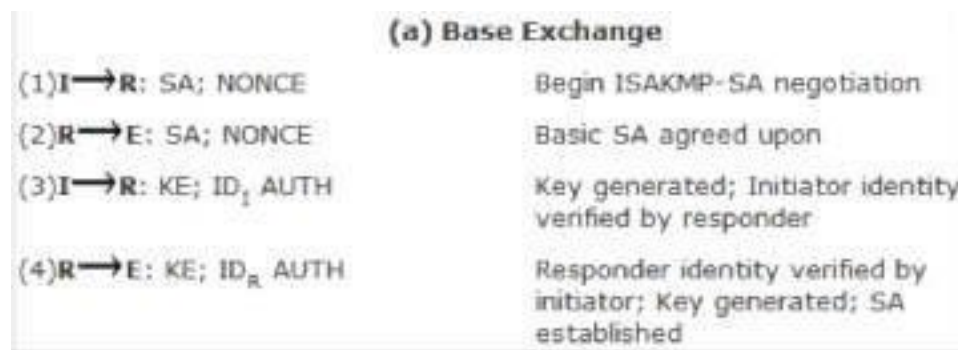 (a) Base Exchange
(1)I→R: SA; NONCE Begin ISAKMP-SA negotiation
(2)R→E: SA; NONCE Basic SA agreed upon
(3)I→R: KE; ID_I AUTH Key generated; Initiator identity
verified by responder
(4)R→E: KE; ID_R AUTH Responder identity verified by
initiator; Key generated; SA
established